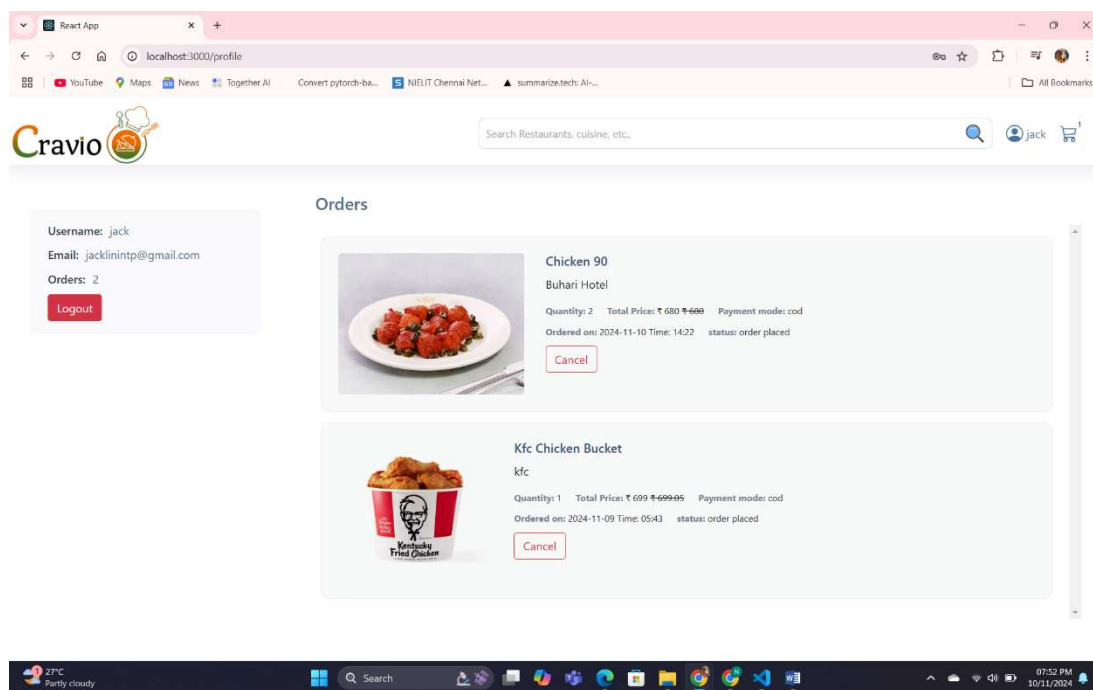 React App
localhost:3000/profile
YouTube Maps News Together AI Convert pytorch-ba... NIELIT Chennai Net... summarize.tech: AI-... All Bookmarks
Cravio
Search Restaurants, cuisine, etc.,
jack 1
Orders
Username: jack
Email: jacklinintp@gmail.com
Orders: 2
Logout
Chicken 90
Buhari Hotel
Quantity: 2 Total Price: ₹ 680 ₹ 680 Payment mode: cod
Ordered on: 2024-11-10 Time: 14:22 status: order placed
Cancel
Kfc Chicken Bucket
kfc
Quantity: 1 Total Price: ₹ 699 ₹ 699.05 Payment mode: cod
Ordered on: 2024-11-09 Time: 05:43 status: order placed
Cancel
Kentucky
Fried Chicken
1
27°C
Partly cloudy
Search
07:52 PM
10/11/2024